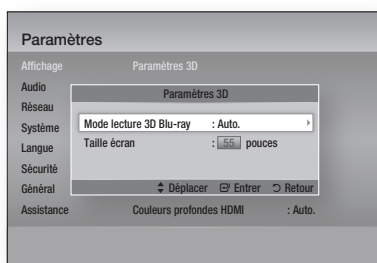 Paramètres
Affichage Paramètres 3D
Audio
Réseau
Système
Langue
Sécurité
Général
Assistance
Paramètres 3D
Mode lecture 3D Blu-ray : Auto.
Taille écran : 55 pouces
Déplacer Entrer Retour
Couleurs profondes HDMI : Auto.